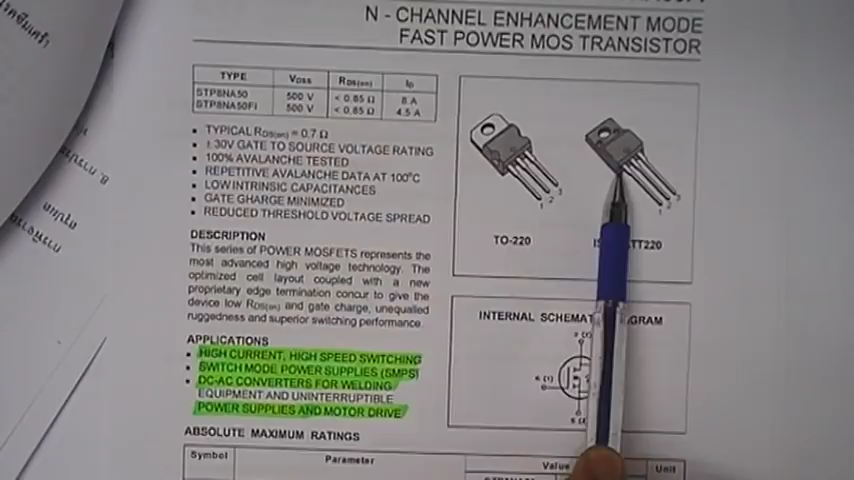 N - CHANNEL ENHANCEMENT MODE
FAST POWER MOS TRANSISTOR
TYPE VDSS RDS(on) ID
STP8NA50 500 V < 0.85 Ω 8 A
STP8NA50FI 500 V < 0.85 Ω 4.5 A
TYPICAL RDS(on) = 0.7 Ω
± 30V GATE TO SOURCE VOLTAGE RATING
100% AVALANCHE TESTED
REPETITIVE AVALANCHE DATA AT 100°C
LOW INTRINSIC CAPACITANCES
GATE CHARGE MINIMIZED
REDUCED THRESHOLD VOLTAGE SPREAD
DESCRIPTION
This series of POWER MOSFETS represents the
most advanced high voltage technology. The
optimized cell layout coupled with a new
proprietary edge termination concur to give the
device low RDS(on) and gate charge, unequalled
ruggedness and superior switching performance.
APPLICATIONS
HIGH CURRENT, HIGH SPEED SWITCHING
SWITCH MODE POWER SUPPLIES (SMPS)
DC-AC CONVERTERS FOR WELDING
EQUIPMENT AND UNINTERRUPTIBLE
POWER SUPPLIES AND MOTOR DRIVE
1 2 3
1 2 3
TO-220
INTERNAL
ABSOLUTE MAXIMUM RATINGS
Symbol Parameter Value Unit